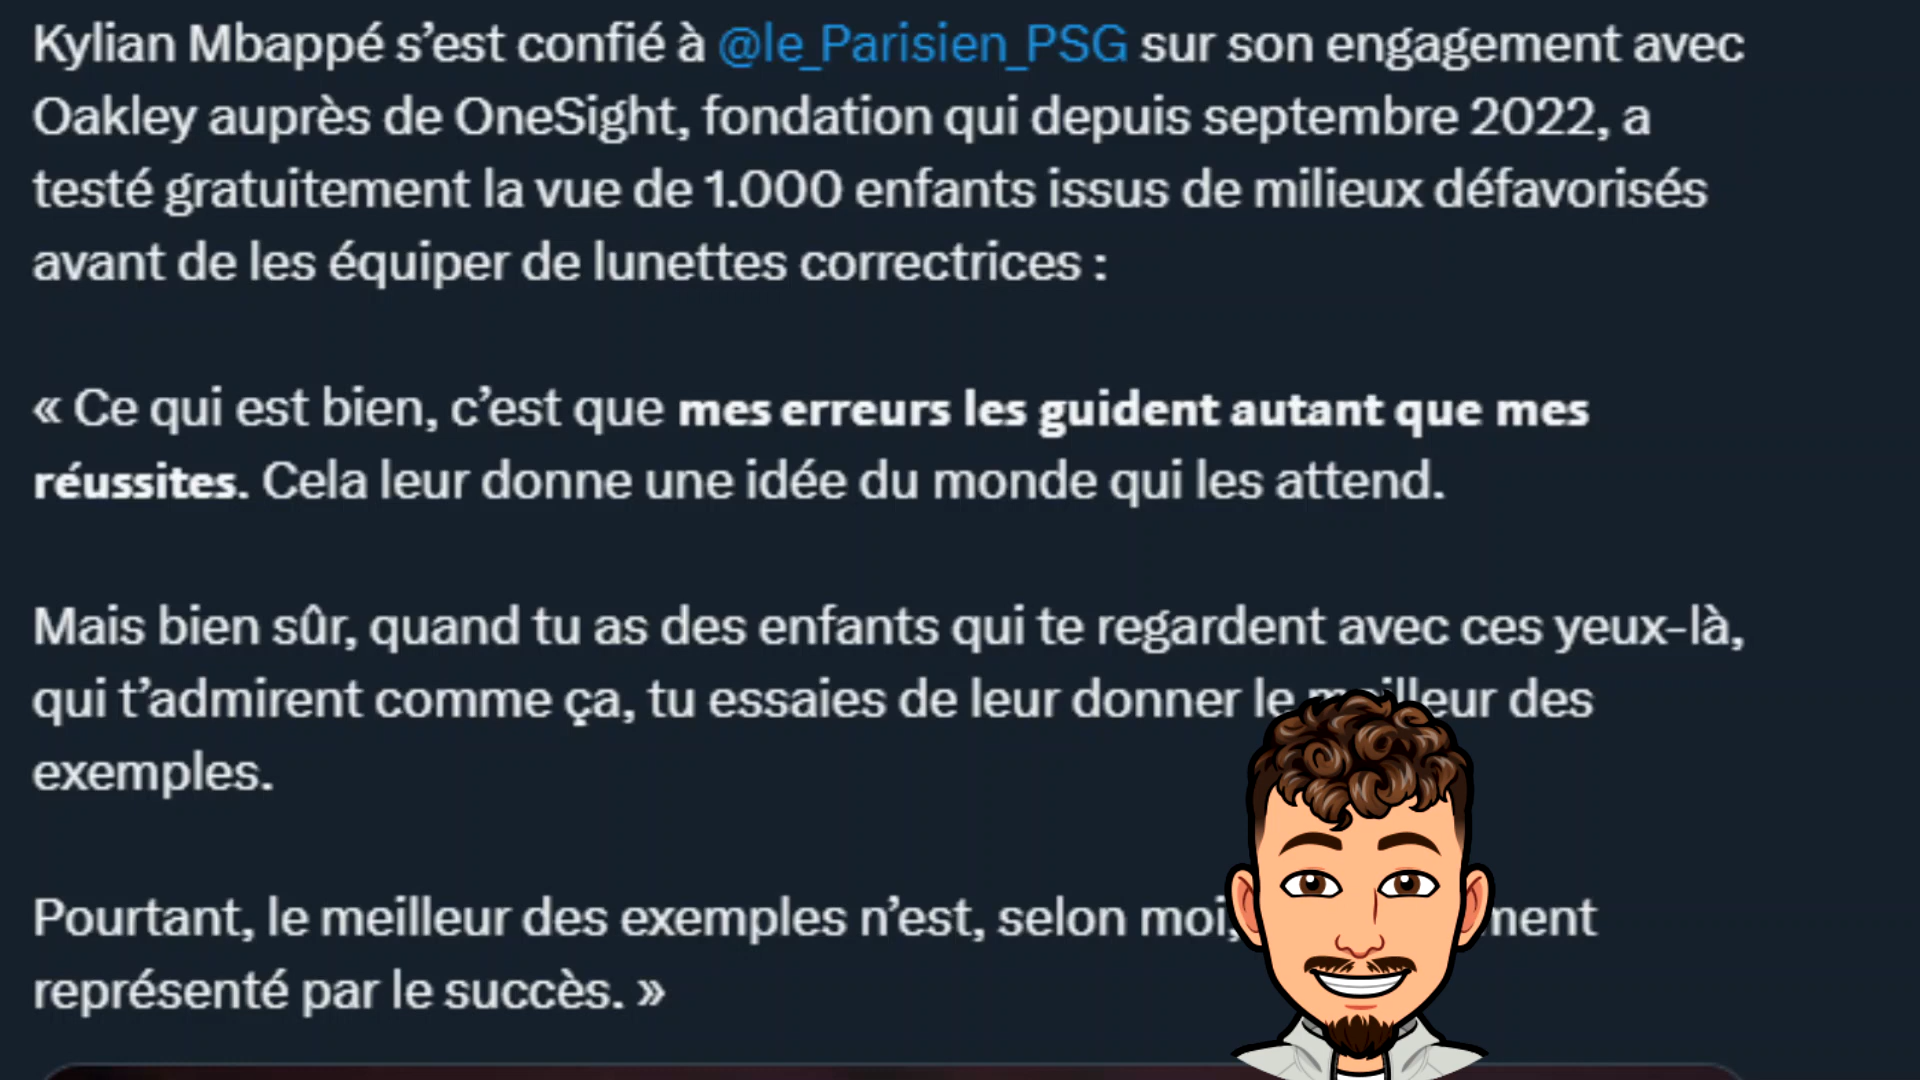 Kylian Mbappé s’est confié à @le_Parisien_PSG sur son engagement avec
Oakley auprès de OneSight, fondation qui depuis septembre 2022, a
testé gratuitement la vue de 1.000 enfants issus de milieux défavorisés
avant de les équiper de lunettes correctrices :
« Ce qui est bien, c’est que mes erreurs les guident autant que mes
réussites. Cela leur donne une idée du monde qui les attend.
Mais bien sûr, quand tu as des enfants qui te regardent avec ces yeux-là,
qui t’admirent comme ça, tu essaies de leur donner le meilleur des
exemples.
Pourtant, le meilleur des exemples n’est, selon moi, ment
représenté par le succès. »